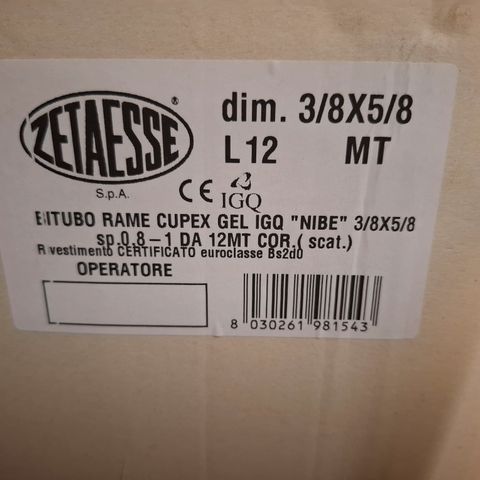 ZETAESSE®
S.p.A.
dim. 3/8X5/8
L12 MT
CE IGQ
BITUBO RAME CUPEX GEL IGQ "NIBE" 3/8X5/8
sp.0,8-1 DA 12MT COR.( scat.)
Rivestimento CERTIFICATO euroclasse Bs2d0
OPERATORE
8 030261 981543